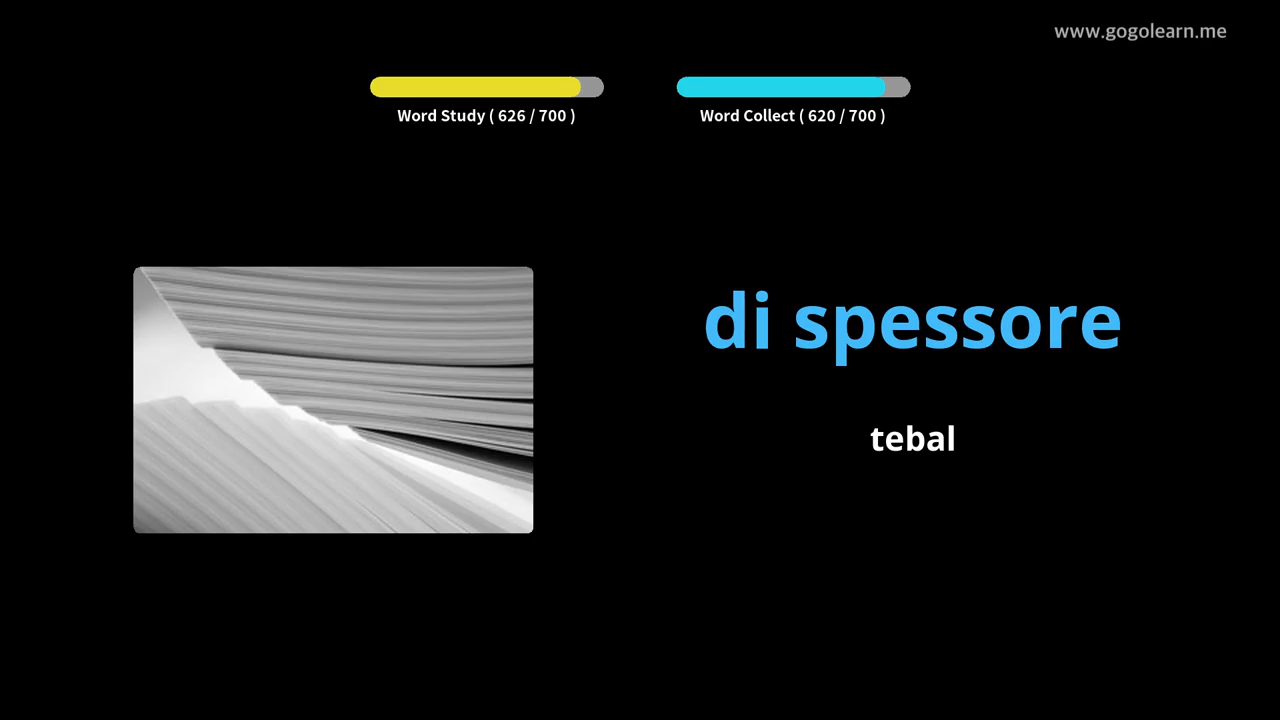 www.gogolearn.me
Word Study ( 626 / 700 )
Word Collect ( 620 / 700 )
di spessore
tebal